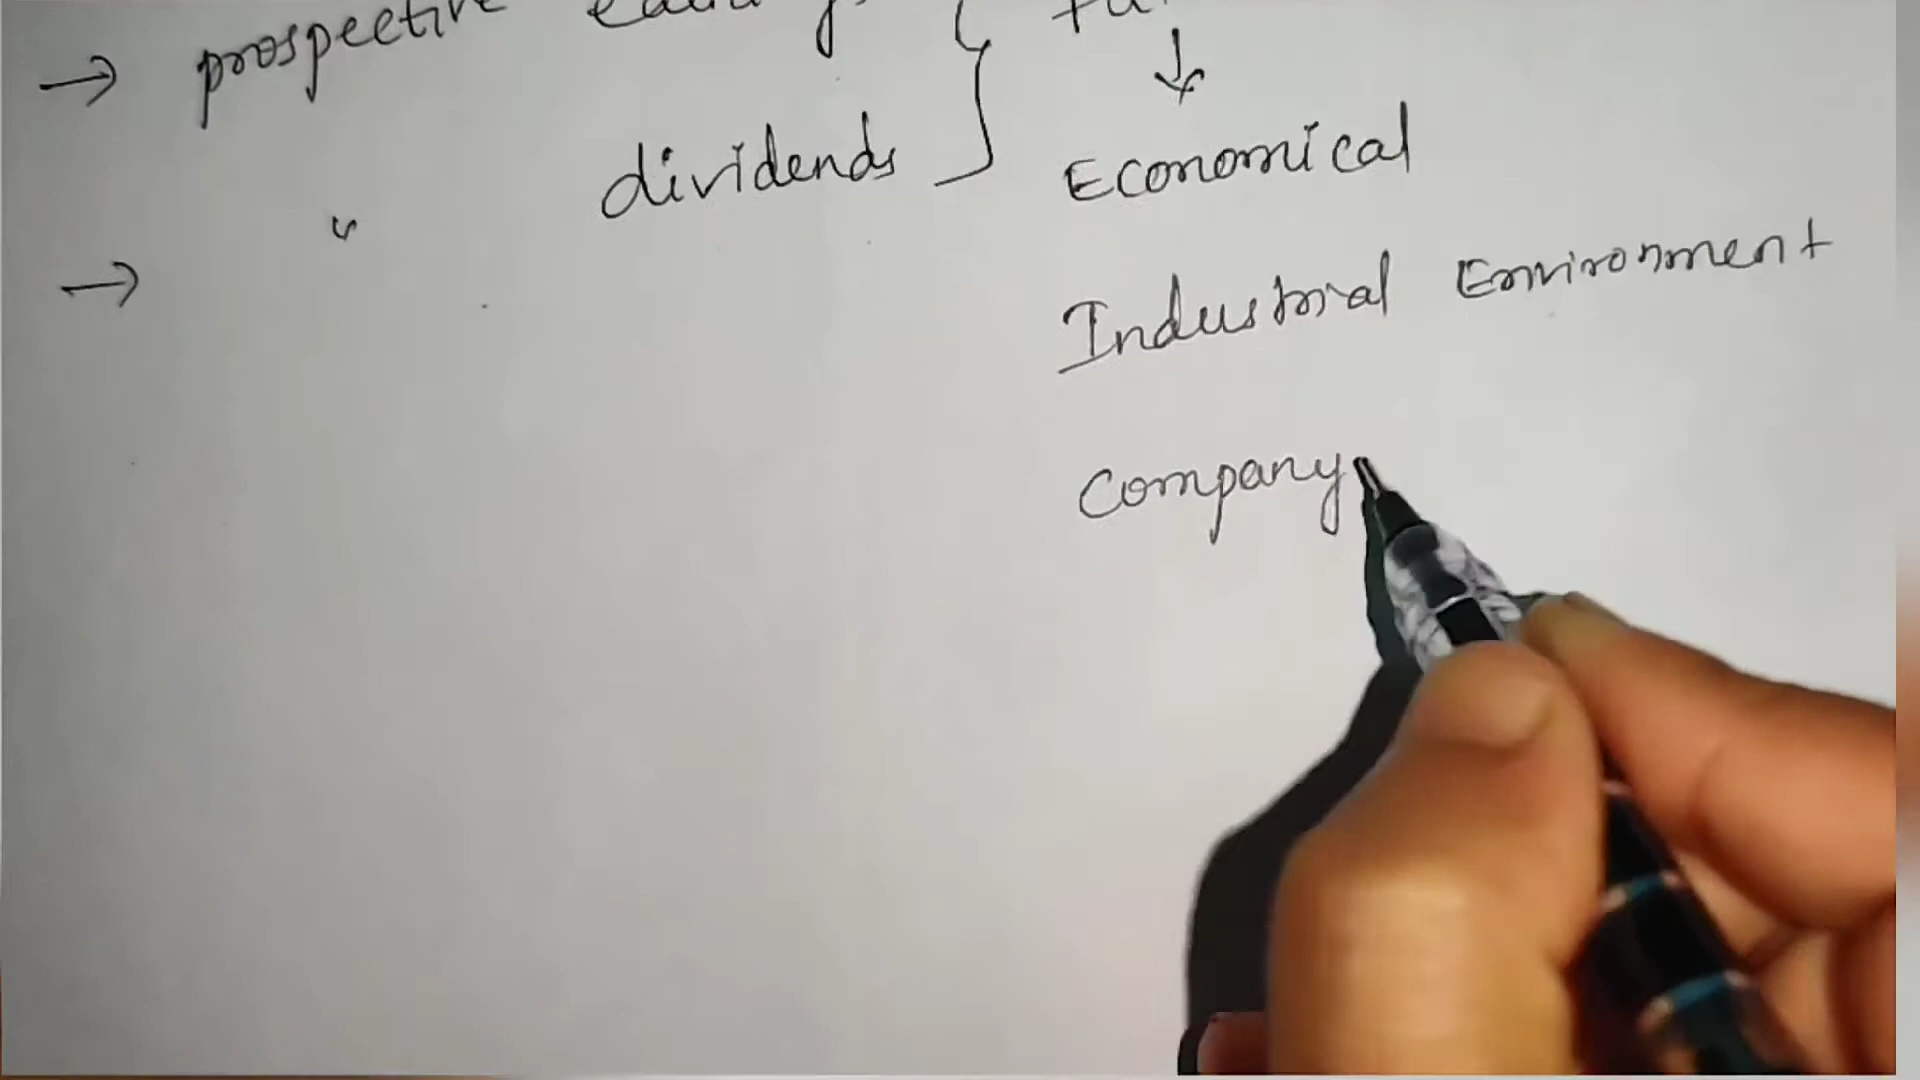 → prospective
dividends
→ "
↓
Economical
Industrial Environment
Company